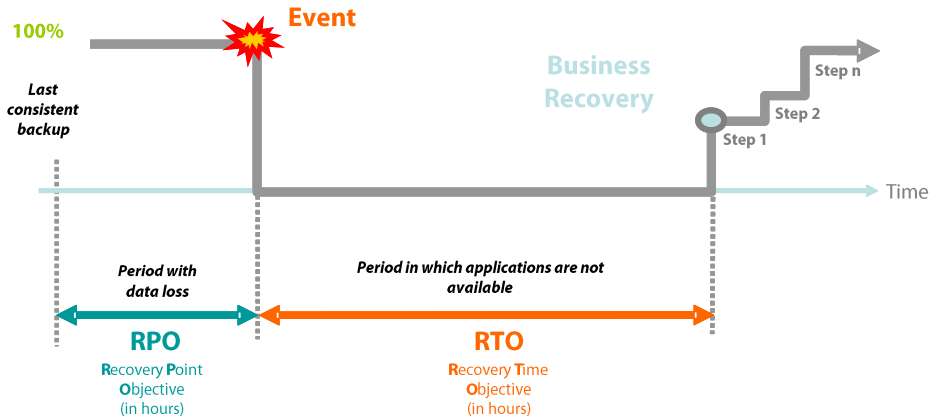 Event
100%
Business
Recovery
Last
consistent
backup
Step n
Step 2
Step 1
Time
Period with
data loss
Period in which applications are not
available
RPO
Recovery Point
Objective
(in hours)
RTO
Recovery Time
Objective
(in hours)